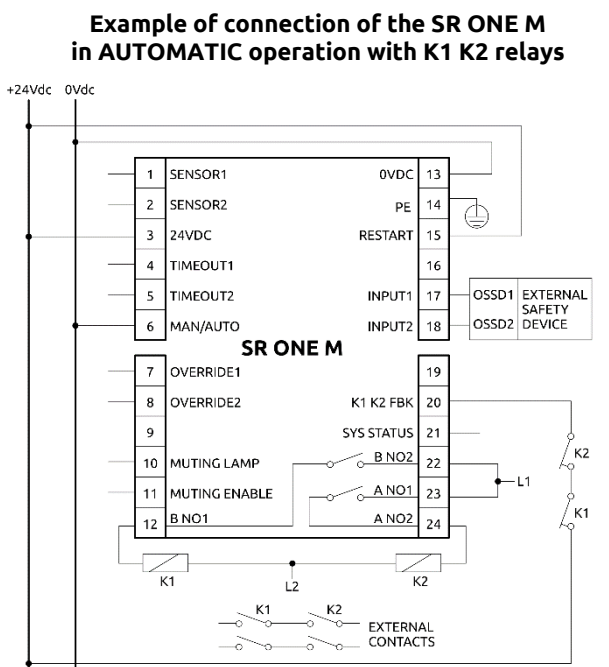 Example of connection of the SR ONE M
in AUTOMATIC operation with K1 K2 relays
+24Vdc 0Vdc
1 SENSOR1 0VDC 13
2 SENSOR2 PE 14
3 24VDC RESTART 15
4 TIMEOUT1 16
5 TIMEOUT2 INPUT1 17 OSSD1 EXTERNAL
SAFETY
6 MAN/AUTO INPUT2 18 OSSD2 DEVICE
SR ONE M
7 OVERRIDE1 19
8 OVERRIDE2 K1 K2 FBK 20
9 SYS STATUS 21
K2
10 MUTING LAMP B NO2 22
L1
11 MUTING ENABLE A NO1 23
K1
12 B NO1 A NO2 24
K1 L2 K2
K1 K2
EXTERNAL
CONTACTS